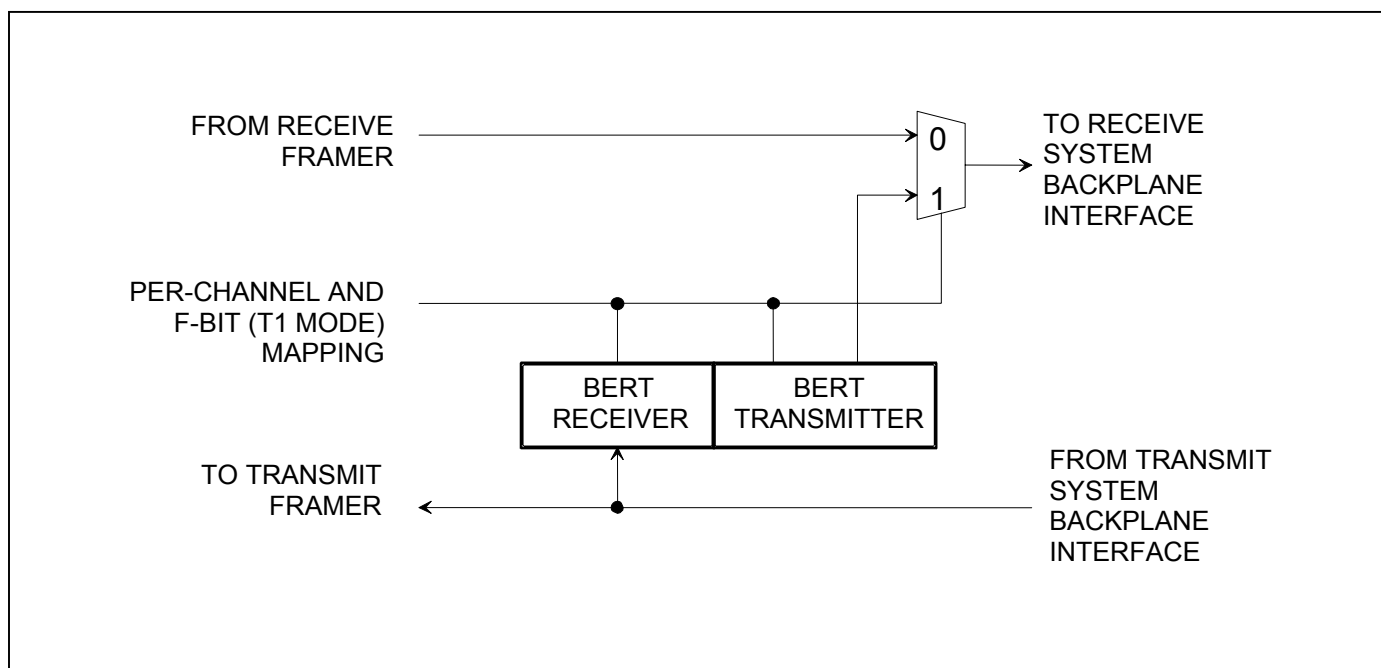 FROM RECEIVE
FRAMER
0
1
TO RECEIVE
SYSTEM
BACKPLANE
INTERFACE
PER-CHANNEL AND
F-BIT (T1 MODE)
MAPPING
BERT
RECEIVER
BERT
TRANSMITTER
TO TRANSMIT
FRAMER
FROM TRANSMIT
SYSTEM
BACKPLANE
INTERFACE